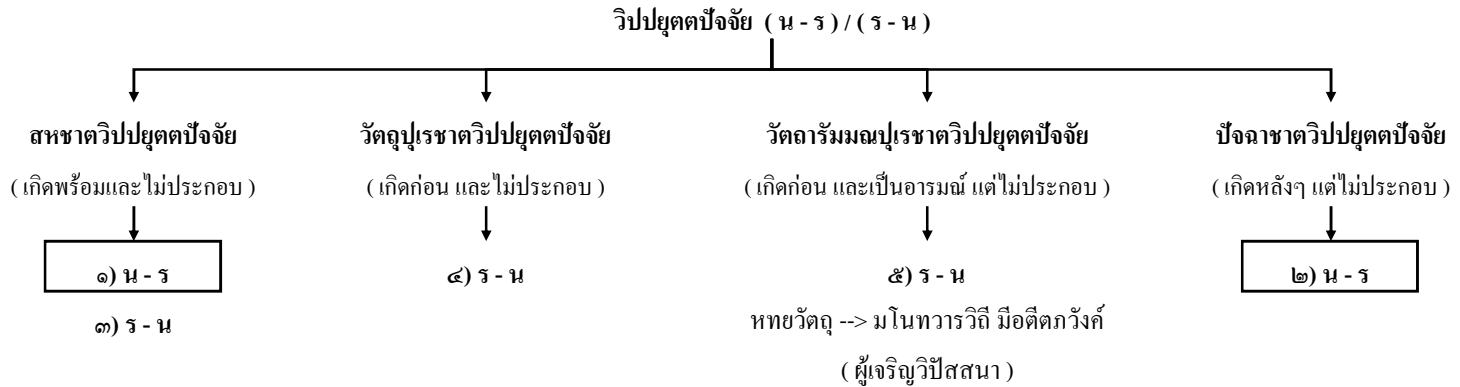 วิปปยุตตปัจจัย ( น - ร ) / ( ร - น )
สหชาตวิปปยุตตปัจจัย
( เกิดพร้อมและไม่ประกอบ )
๑) น - ร
๓) ร - น
วัตถุปุเรชาตวิปปยุตตปัจจัย
( เกิดก่อน และไม่ประกอบ )
๔) ร - น
วัตถารัมมณปุเรชาตวิปปยุตตปัจจัย
( เกิดก่อน และเป็นอารมณ์ แต่ไม่ประกอบ )
๕) ร - น
หทยวัตถุ --> มโนทวารวิถี มีอตีตภวังค์
( ผู้เจริญวิปัสสนา )
ปัจฉาชาตวิปปยุตตปัจจัย
( เกิดหลังๆ แต่ไม่ประกอบ )
๒) น - ร